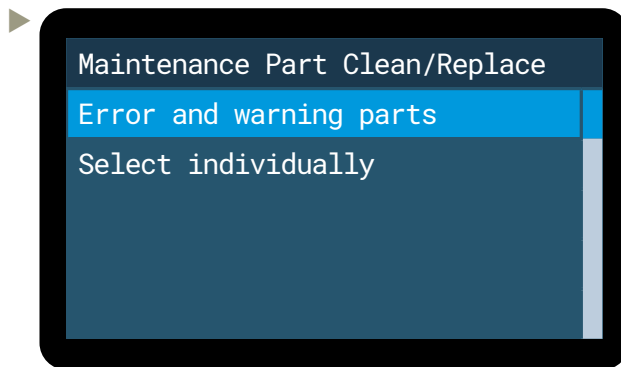 Maintenance Part Clean/Replace
Error and warning parts
Select individually